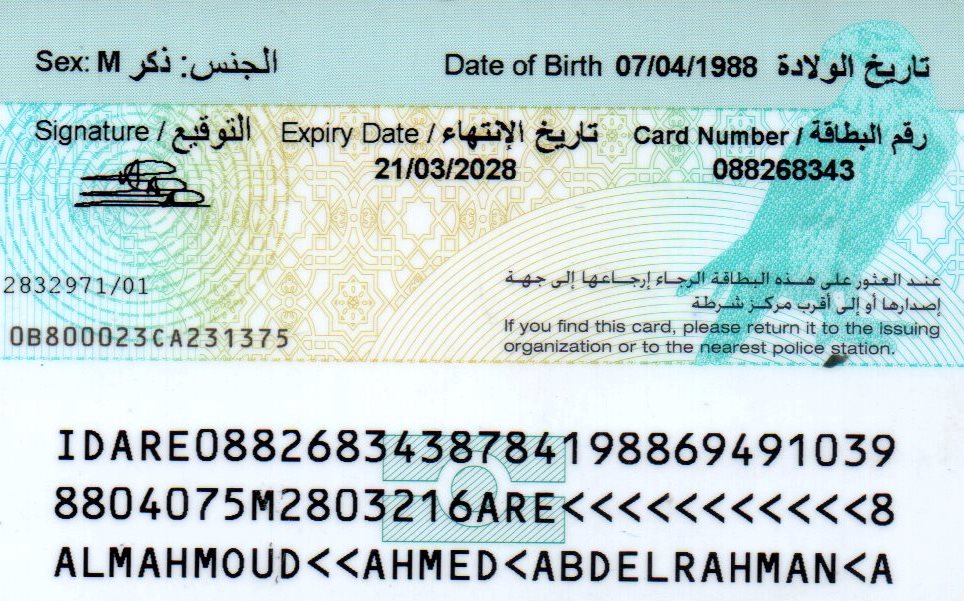 Sex: M الجنس: ذكر Date of Birth 07/04/1988 تاريخ الولادة
Signature / التوقيع Expiry Date / تاريخ الإنتهاء Card Number / رقم البطاقة
21/03/2028 088268343
عند العثور على هذه البطاقة الرجاء إرجاعها إلى جهة
2832971/01
إصدارها أو إلى أقرب مركز شرطة
If you find this card, please return it to the issuing
0B800023CA231375
organization or to the nearest police station.
IDARE0882683438784198869491039
8804075M2803216ARE<<<<<<<<<<<8
ALMAHMOUD<<AHMED<ABDELRAHMAN<A